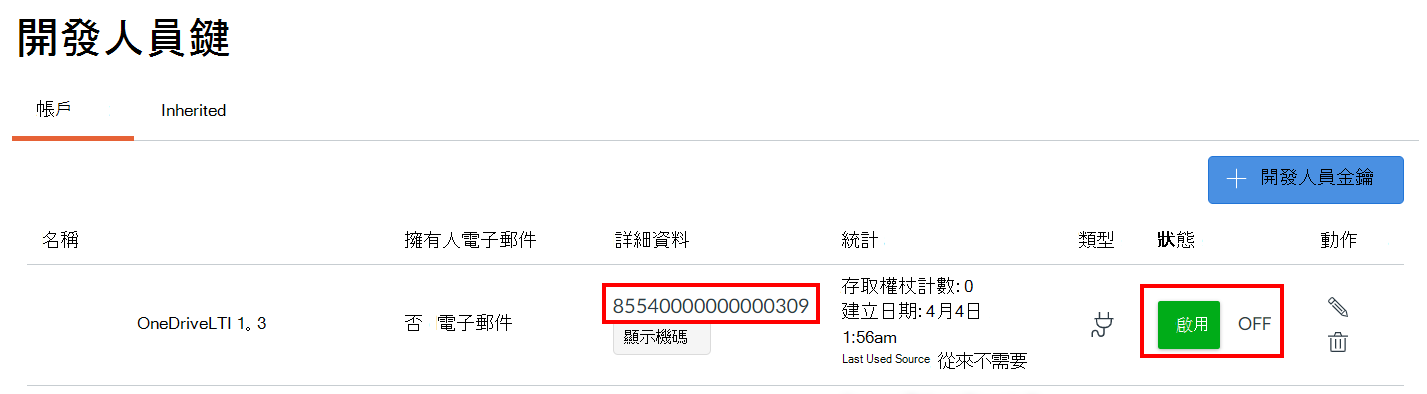 開發人員鍵
帳戶 Inherited
開發人員金鑰
名稱 擁有人電子郵件 詳細資料 統計 類型 狀態 動作
OneDriveLTI 1。3
否 電子郵件
85540000000000309
顯示機碼
存取權杖計數: 0
建立日期: 4月4日
1:56am
Last Used Source 從來不需要
啟用 OFF